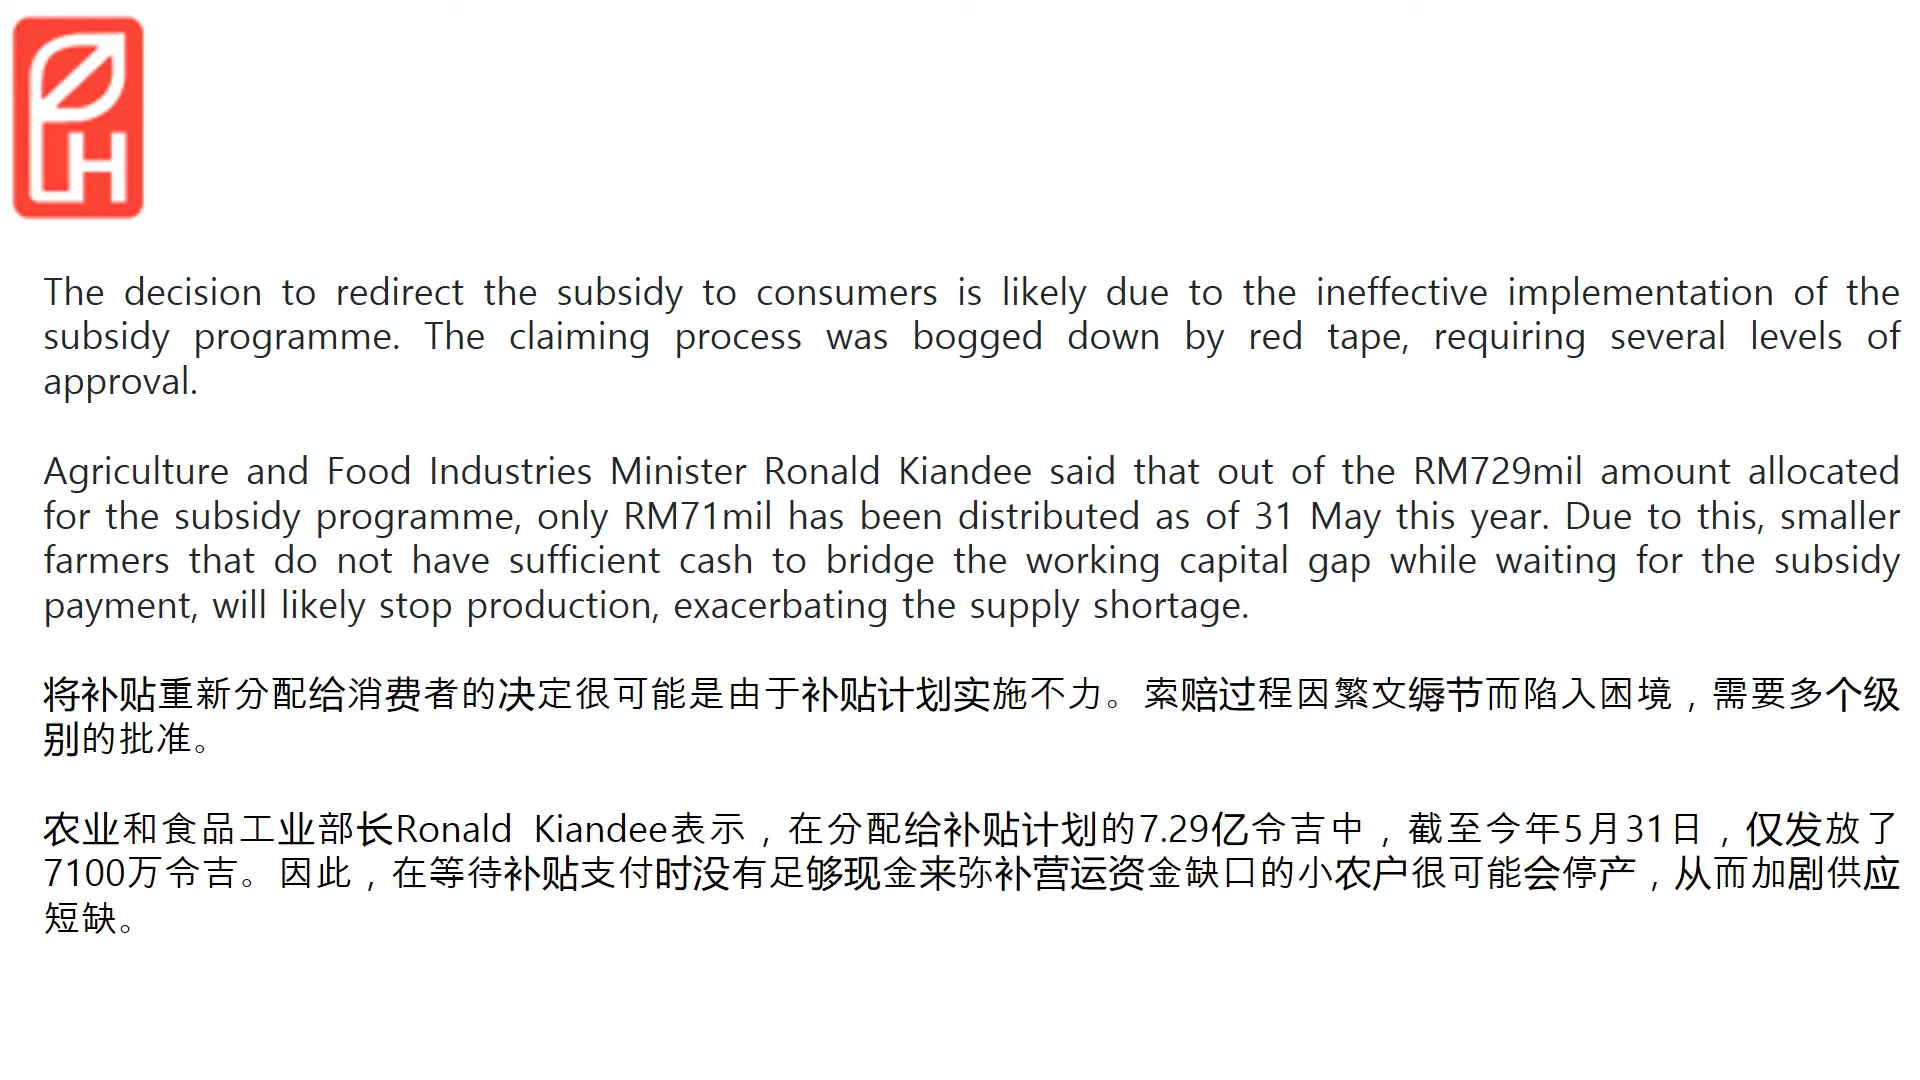 PH
The decision to redirect the subsidy to consumers is likely due to the ineffective implementation of the
subsidy programme. The claiming process was bogged down by red tape, requiring several levels of
approval.
Agriculture and Food Industries Minister Ronald Kiandee said that out of the RM729mil amount allocated
for the subsidy programme, only RM71mil has been distributed as of 31 May this year. Due to this, smaller
farmers that do not have sufficient cash to bridge the working capital gap while waiting for the subsidy
payment, will likely stop production, exacerbating the supply shortage.
将补贴重新分配给消费者的决定很可能是由于补贴计划实施不力。索赔过程因繁文缛节而陷入困境，需要多个级
别的批准。
农业和食品工业部长Ronald Kiandee表示，在分配给补贴计划的7.29亿令吉中，截至今年5月31日，仅发放了
7100万令吉。因此，在等待补贴支付时没有足够现金来弥补营运资金缺口的小农户很可能会停产，从而加剧供应
短缺。